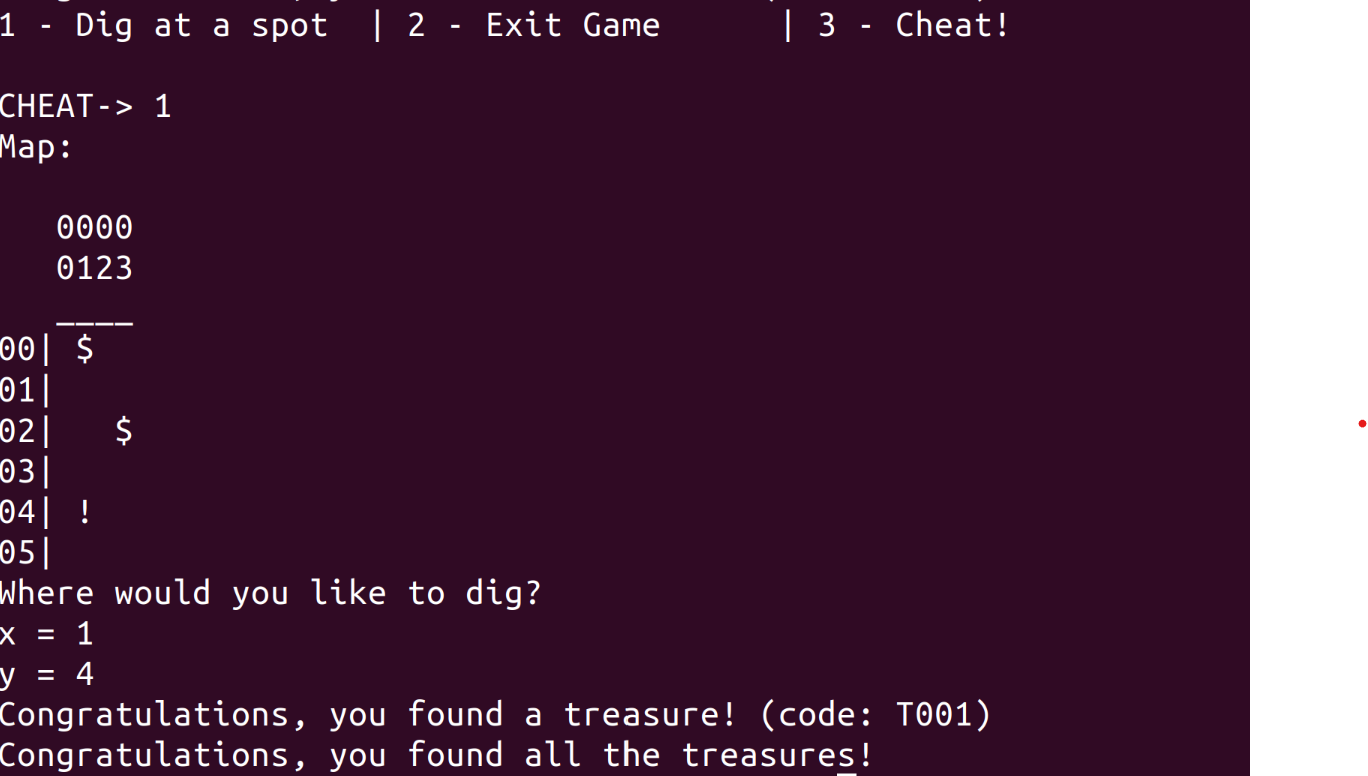 1 - Dig at a spot  | 2 - Exit Game      | 3 - Cheat!
CHEAT-> 1
Map:
   0000
   0123
   ____
00| $
01|
02|   $
03|
04| !
05|
Where would you like to dig?
x = 1
y = 4
Congratulations, you found a treasure! (code: T001)
Congratulations, you found all the treasures!